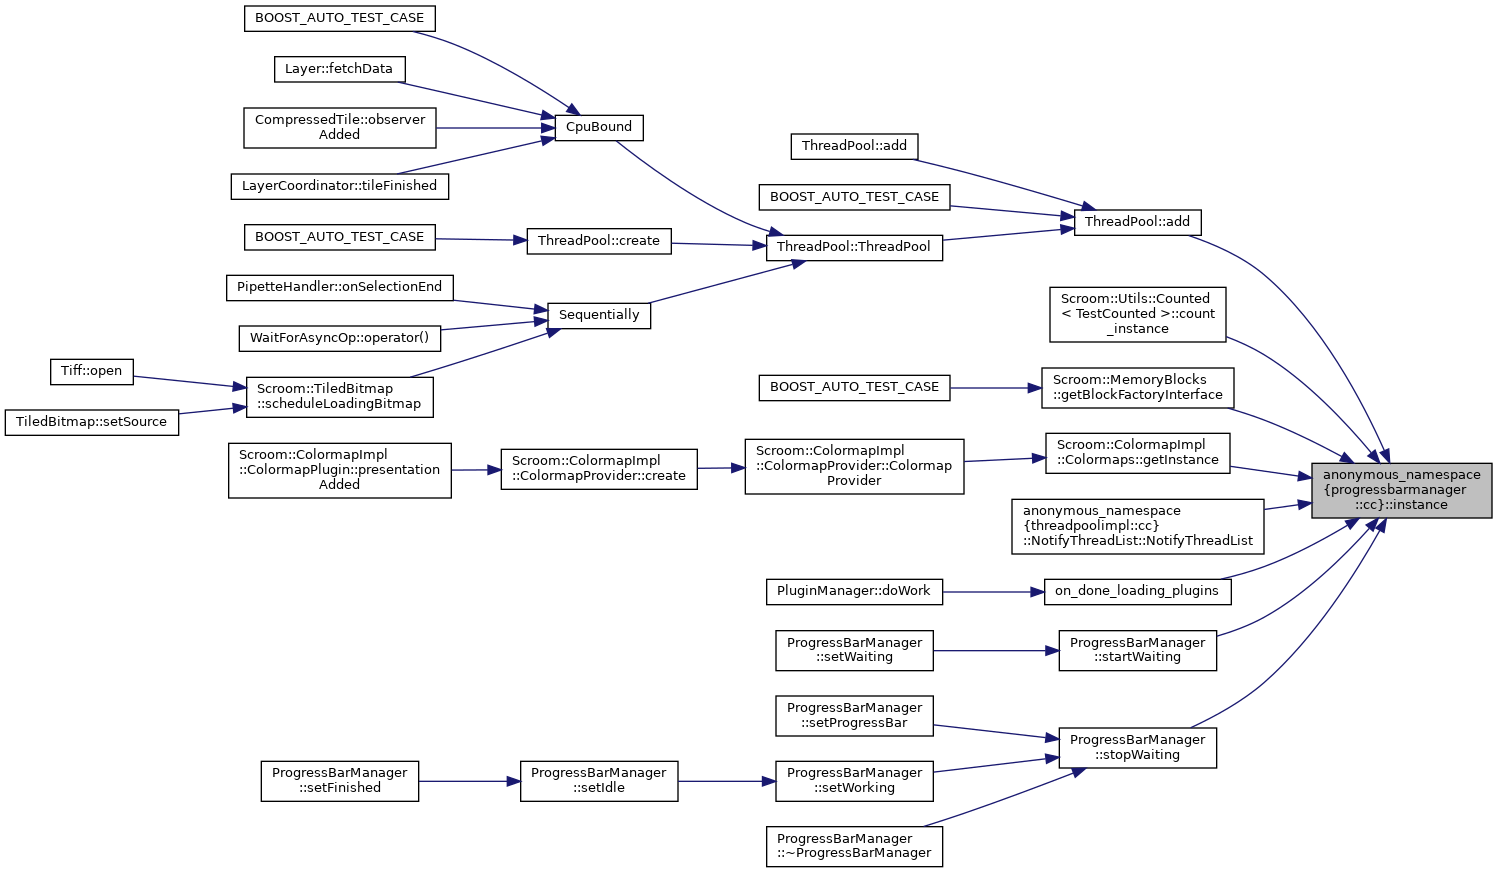 BOOST_AUTO_TEST_CASE
Layer::fetchData
CompressedTile::observer
Added
LayerCoordinator::tileFinished
CpuBound
BOOST_AUTO_TEST_CASE
ThreadPool::create
PipetteHandler::onSelectionEnd
WaitForAsyncOp::operator()
Sequentially
Tiff::open
TiledBitmap::setSource
Scroom::TiledBitmap
::scheduleLoadingBitmap
ThreadPool::add
BOOST_AUTO_TEST_CASE
ThreadPool::ThreadPool
ThreadPool::add
Scroom::Utils::Counted
< TestCounted >::count
_instance
BOOST_AUTO_TEST_CASE
Scroom::MemoryBlocks
::getBlockFactoryInterface
Scroom::ColormapImpl
::ColormapPlugin::presentation
Added
Scroom::ColormapImpl
::ColormapProvider::create
Scroom::ColormapImpl
::ColormapProvider::Colormap
Provider
Scroom::ColormapImpl
::Colormaps::getInstance
anonymous_namespace
{progressbarmanager
::cc}::instance
anonymous_namespace
{threadpoolimpl::cc}
::NotifyThreadList::NotifyThreadList
PluginManager::doWork
on_done_loading_plugins
ProgressBarManager
::setWaiting
ProgressBarManager
::startWaiting
ProgressBarManager
::setProgressBar
ProgressBarManager
::stopWaiting
ProgressBarManager
::setFinished
ProgressBarManager
::setIdle
ProgressBarManager
::setWorking
ProgressBarManager
::~ProgressBarManager